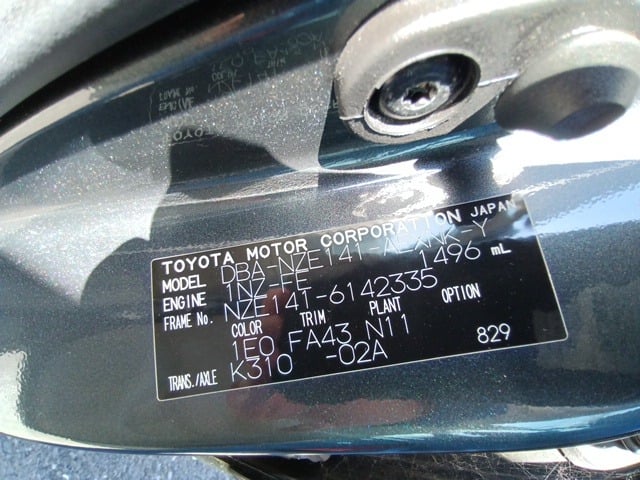 TOYOTA MOTOR CORPORATION JAPAN
MODEL DBA-NZE141-AEXNK-Y
ENGINE 1NZ-FE 1496 mL
FRAME No. NZE141-6142335
COLOR TRIM PLANT OPTION
1E0 FA43 N11
TRANS./AXLE K310 -02A 829